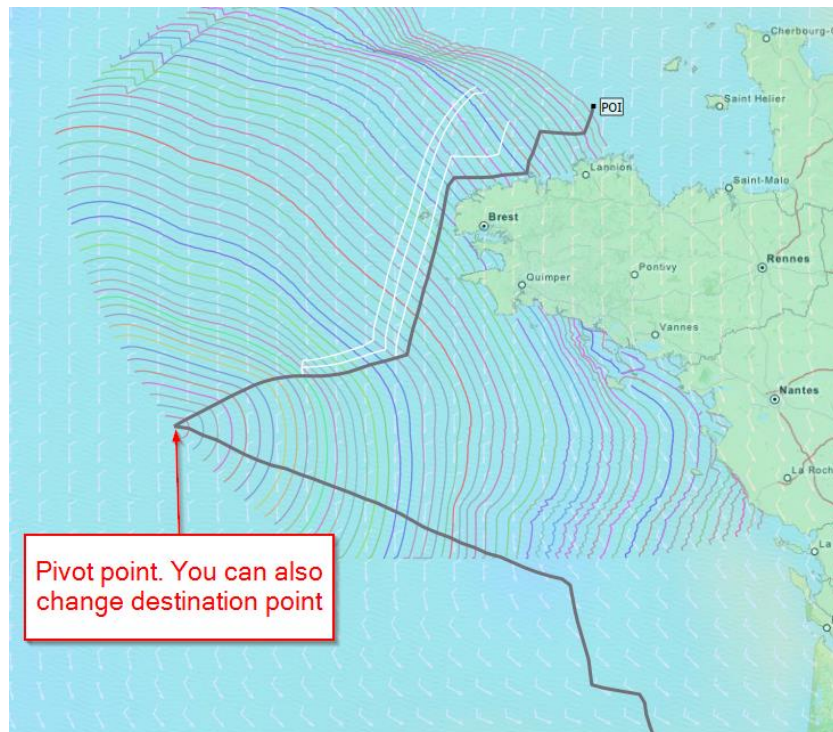 Cherbourg-
POI
Saint Helier
Lannion
Saint-Malo
Brest
Rennes
Quimper
Pontivy
Vannes
Nantes
La Roch
La
Pivot point. You can also
change destination point